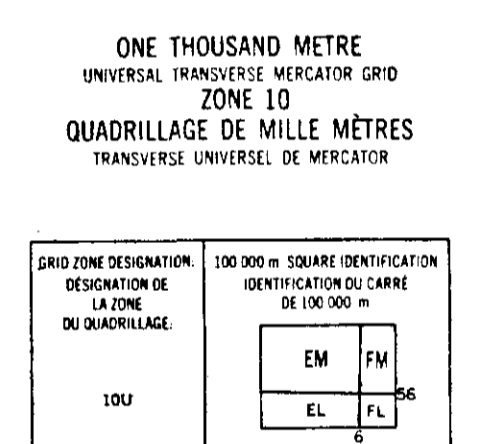 ONE THOUSAND METRE
UNIVERSAL TRANSVERSE MERCATOR GRID
ZONE 10
QUADRILLAGE DE MILLE MÈTRES
TRANSVERSE UNIVERSEL DE MERCATOR
GRID ZONE DESIGNATION:
DÉSIGNATION DE
LA ZONE
DU QUADRILLAGE:
10U
100 000 m SQUARE IDENTIFICATION
IDENTIFICATION DU CARRÉ
DE 100 000 m
EM FM
56
EL FL
6